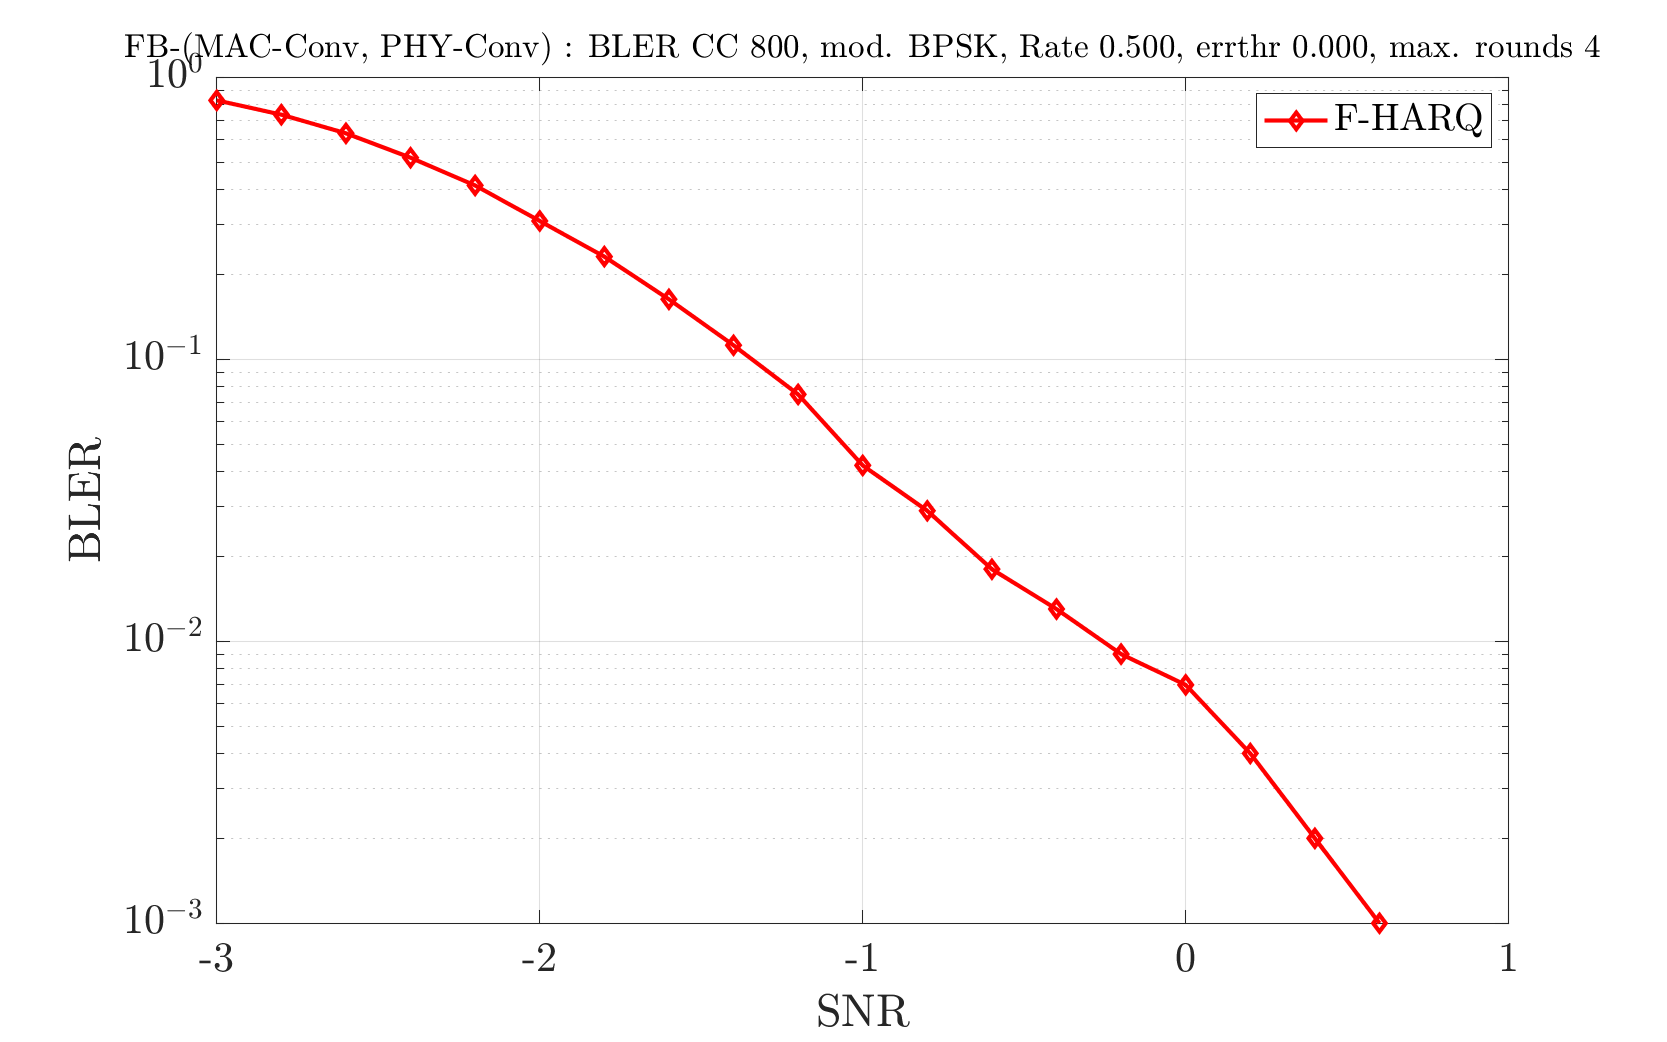 FB-(MAC-Conv, PHY-Conv) : BLER CC 800, mod. BPSK, Rate 0.500, errthr 0.000, max. rounds 4
10^0
F-HARQ
10^{-1}
BLER
10^{-2}
10^{-3}
-3 -2 -1 0 1
SNR